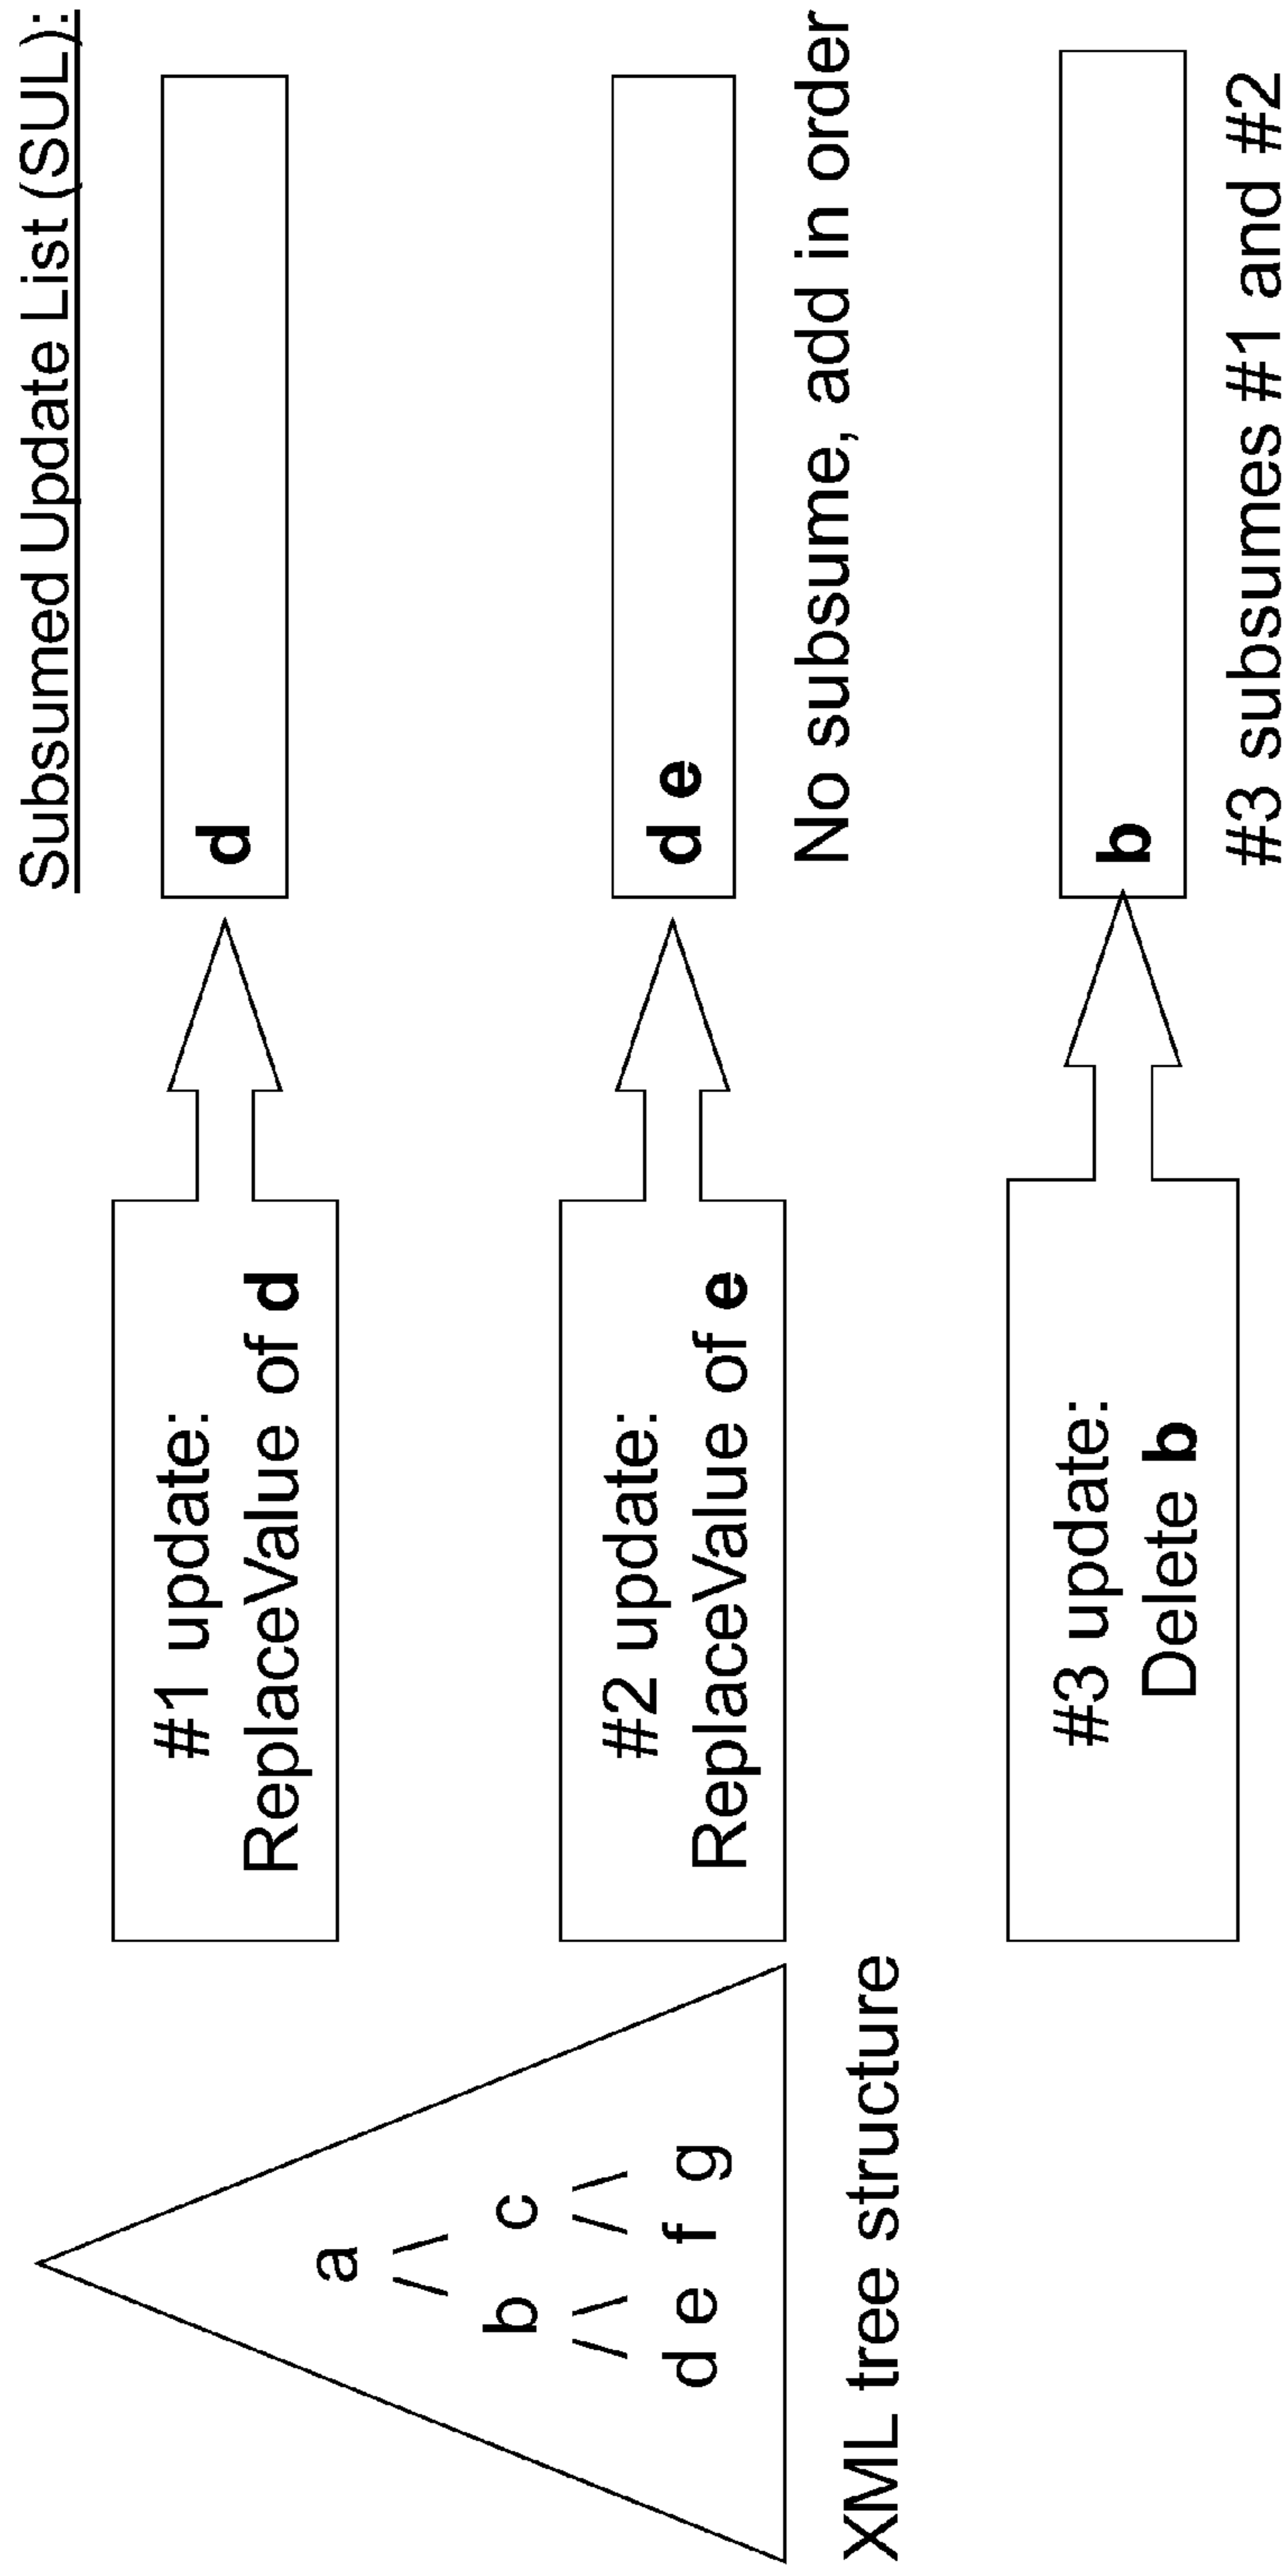 Subsumed Update List (SUL):
#1 update:
ReplaceValue of d
d
a
/ \
b c
/ \ / \
d e f g
XML tree structure
#2 update:
ReplaceValue of e
d e
No subsume, add in order
#3 update:
Delete b
b
#3 subsumes #1 and #2